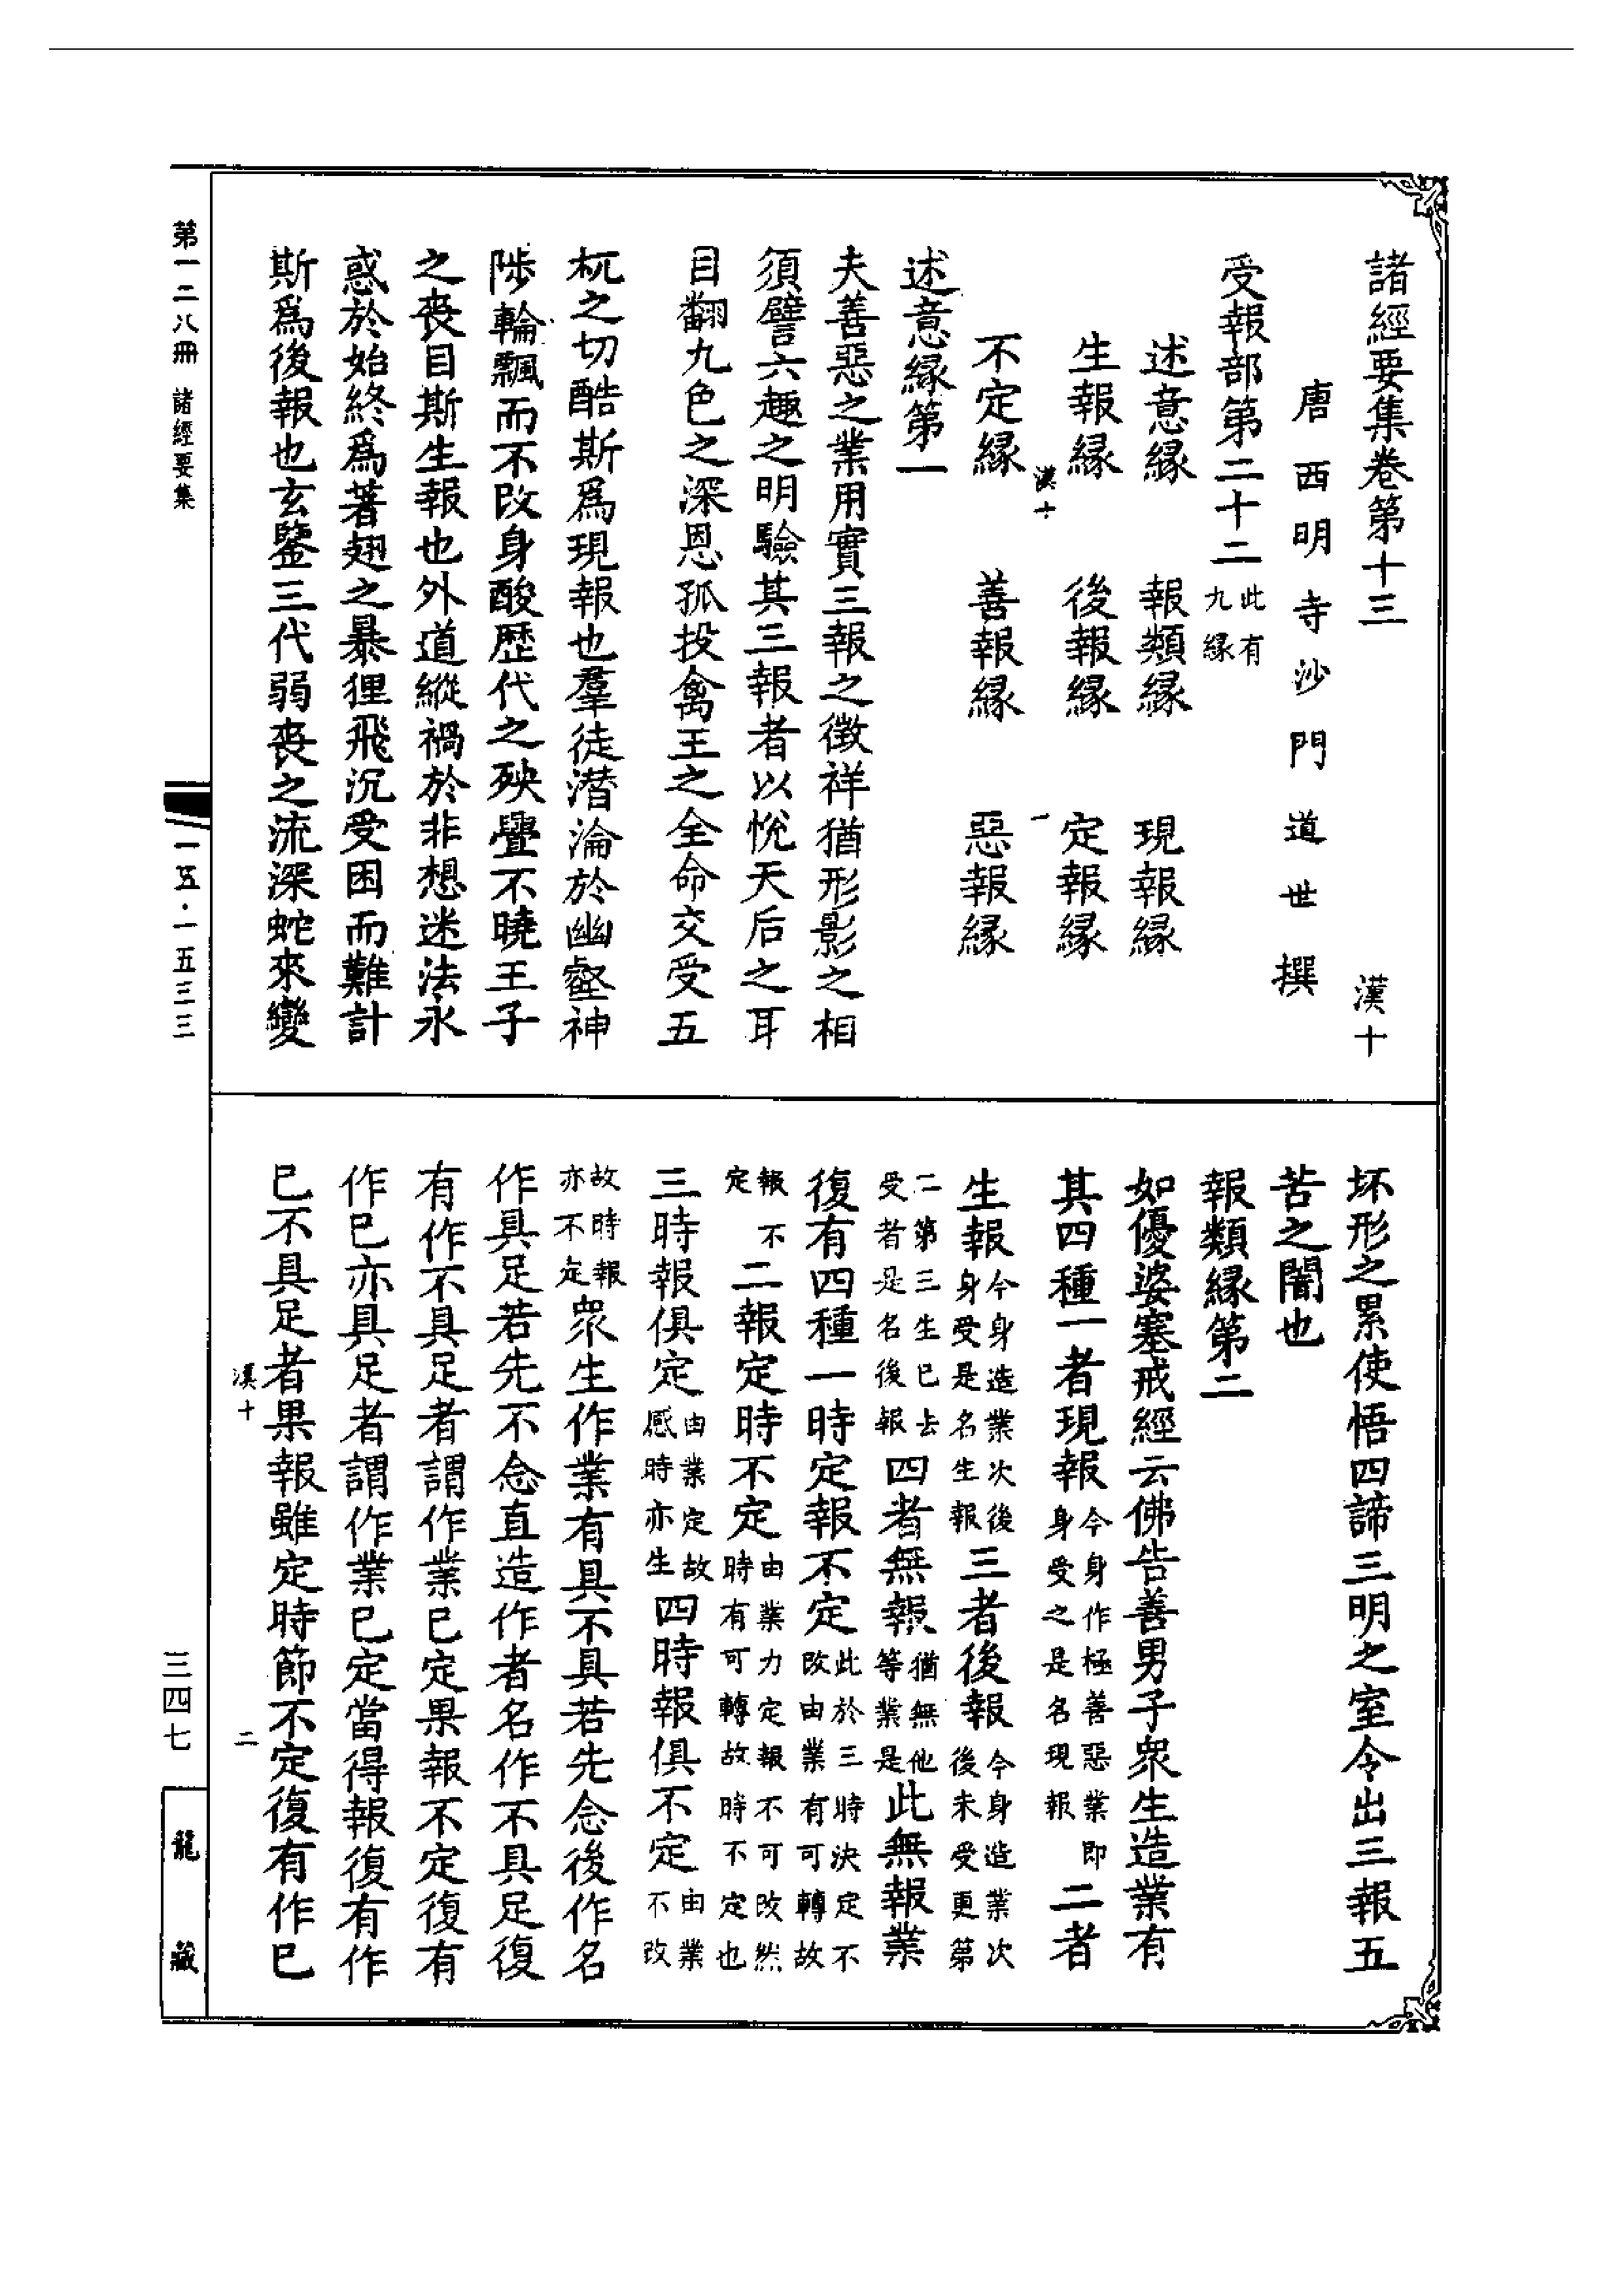 諸經要集卷第十三　漢十
唐西明寺沙門道世撰
受報部第二十二此有九緣
述意緣　報類緣　現報緣
生報緣　後報緣　定報緣
漢十　一
不定緣　善報緣　惡報緣
述意緣第一
夫善惡之業用實三報之徵祥猶形影之相
須譬六趣之明驗其三報者以悅天后之耳
目翻九色之深恩孤投禽王之全命交受五
杌之切酷斯爲現報也羣徒潛淪於幽壑神
陟輪飄而不改身酸歷代之殃舋不曉王子
之喪目斯生報也外道縱禍於非想迷法永
惑於始終爲著翅之暴狸飛沉受困而難計
斯爲後報也玄鑒三代弱喪之流深蛇來變
坏形之累使悟四諦三明之室令出三報五
苦之闇也
報類緣第二
如優婆塞戒經云佛告善男子衆生造業有
其四種一者現報今身作極善惡業即身受之是名現報二者
生報今身造業次後身受是名生報三者後報今身造業次後未受更第
二第三生已去受者是名後報四者無報猶無他等業是此無報業
復有四種一時定報不定此於三時決定不改由業有可轉故
報不定二報定時不定由業力定報不可改然時有可轉故時不定也
三時報俱定由業定故感時亦生四時報俱不定由業不改
故時報亦不定衆生作業有具不具若先念後作名
作具足若先不念直造作者名作不具足復
有作不具足者謂作業已定果報不定復有
作已亦具足者謂作業已定當得報復有作
已不具足者果報雖定時節不定復有作已
漢十　二
第一二八冊　諸經要集
一五·一五三三
三四七
龍藏